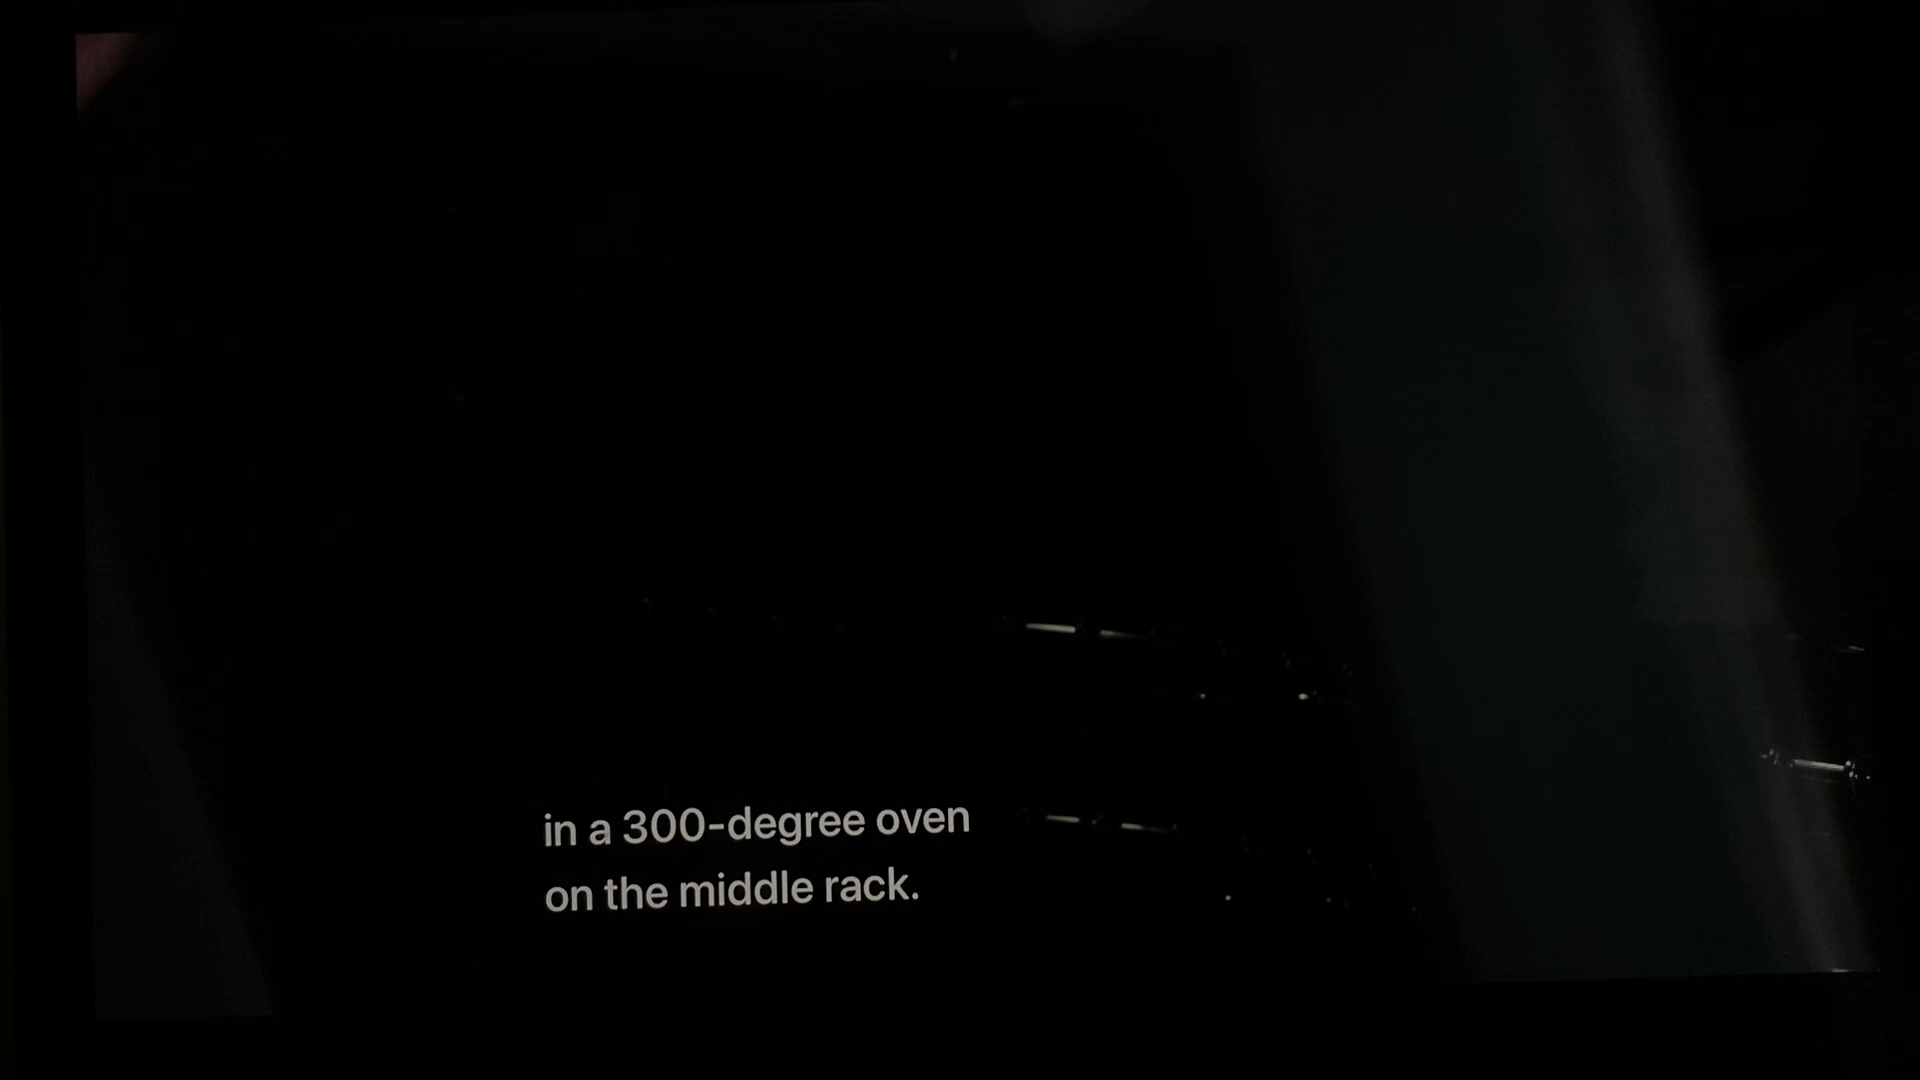 in a 300-degree oven
on the middle rack.